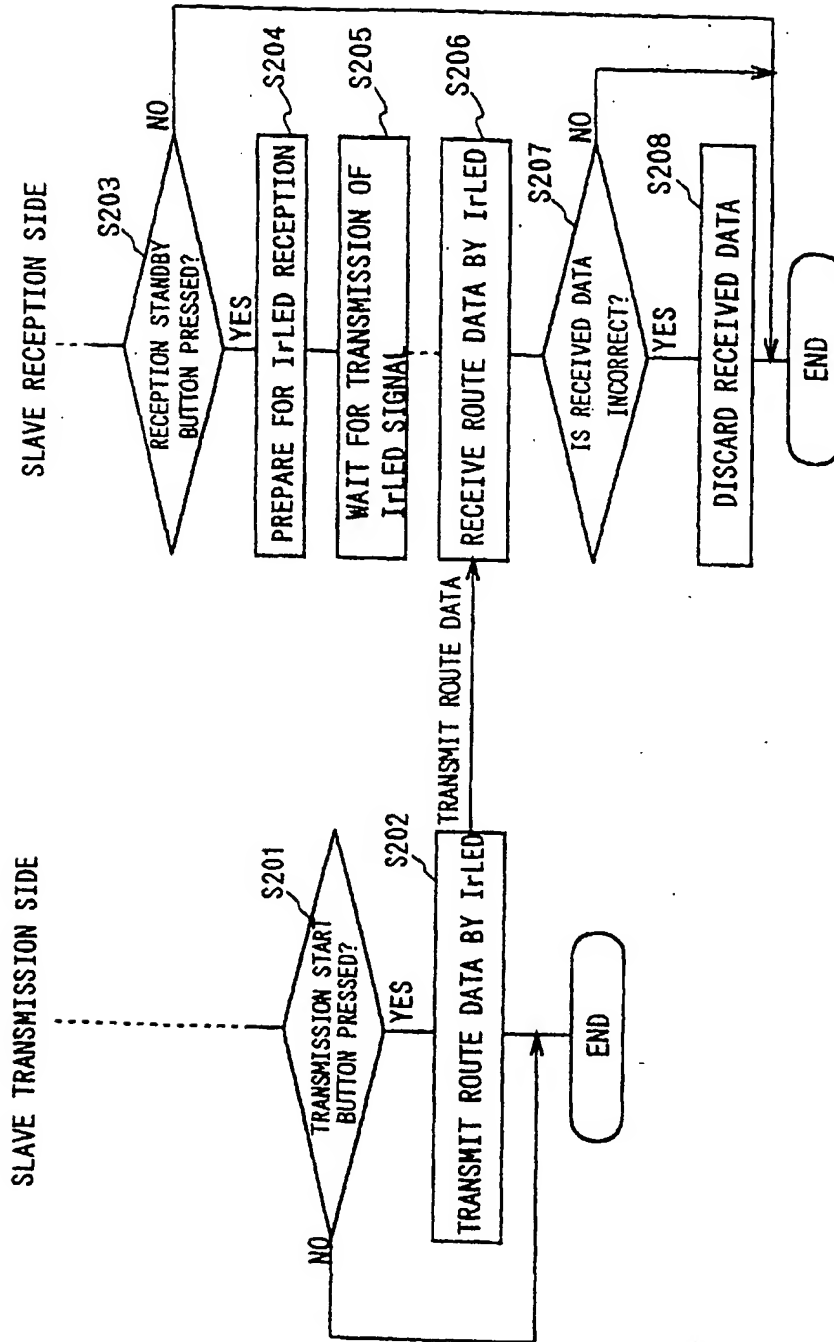 SLAVE TRANSMISSION SIDE
S201
TRANSMISSION START
BUTTON PRESSED?
NO
YES
S202
TRANSMIT ROUTE DATA BY IrLED
END
TRANSMIT ROUTE DATA
SLAVE RECEPTION SIDE
S203
RECEPTION STANDBY
BUTTON PRESSED?
NO
YES
S204
PREPARE FOR IrLED RECEPTION
S205
WAIT FOR TRANSMISSION OF
IrLED SIGNAL
S206
RECEIVE ROUTE DATA BY IrLED
S207
IS RECEIVED DATA
INCORRECT?
NO
YES
S208
DISCARD RECEIVED DATA
END